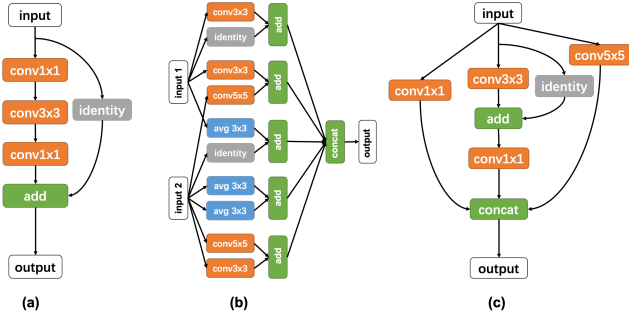 input
conv1x1
conv3x3
identity
conv1x1
add
output
(a)
input 1
input 2
conv3x3
identity
add
conv3x3
conv5x5
add
avg 3x3
identity
add
avg 3x3
avg 3x3
add
conv5x5
conv3x3
add
concat
output
(b)
input
conv1x1
conv3x3
identity
conv5x5
add
conv1x1
concat
output
(c)